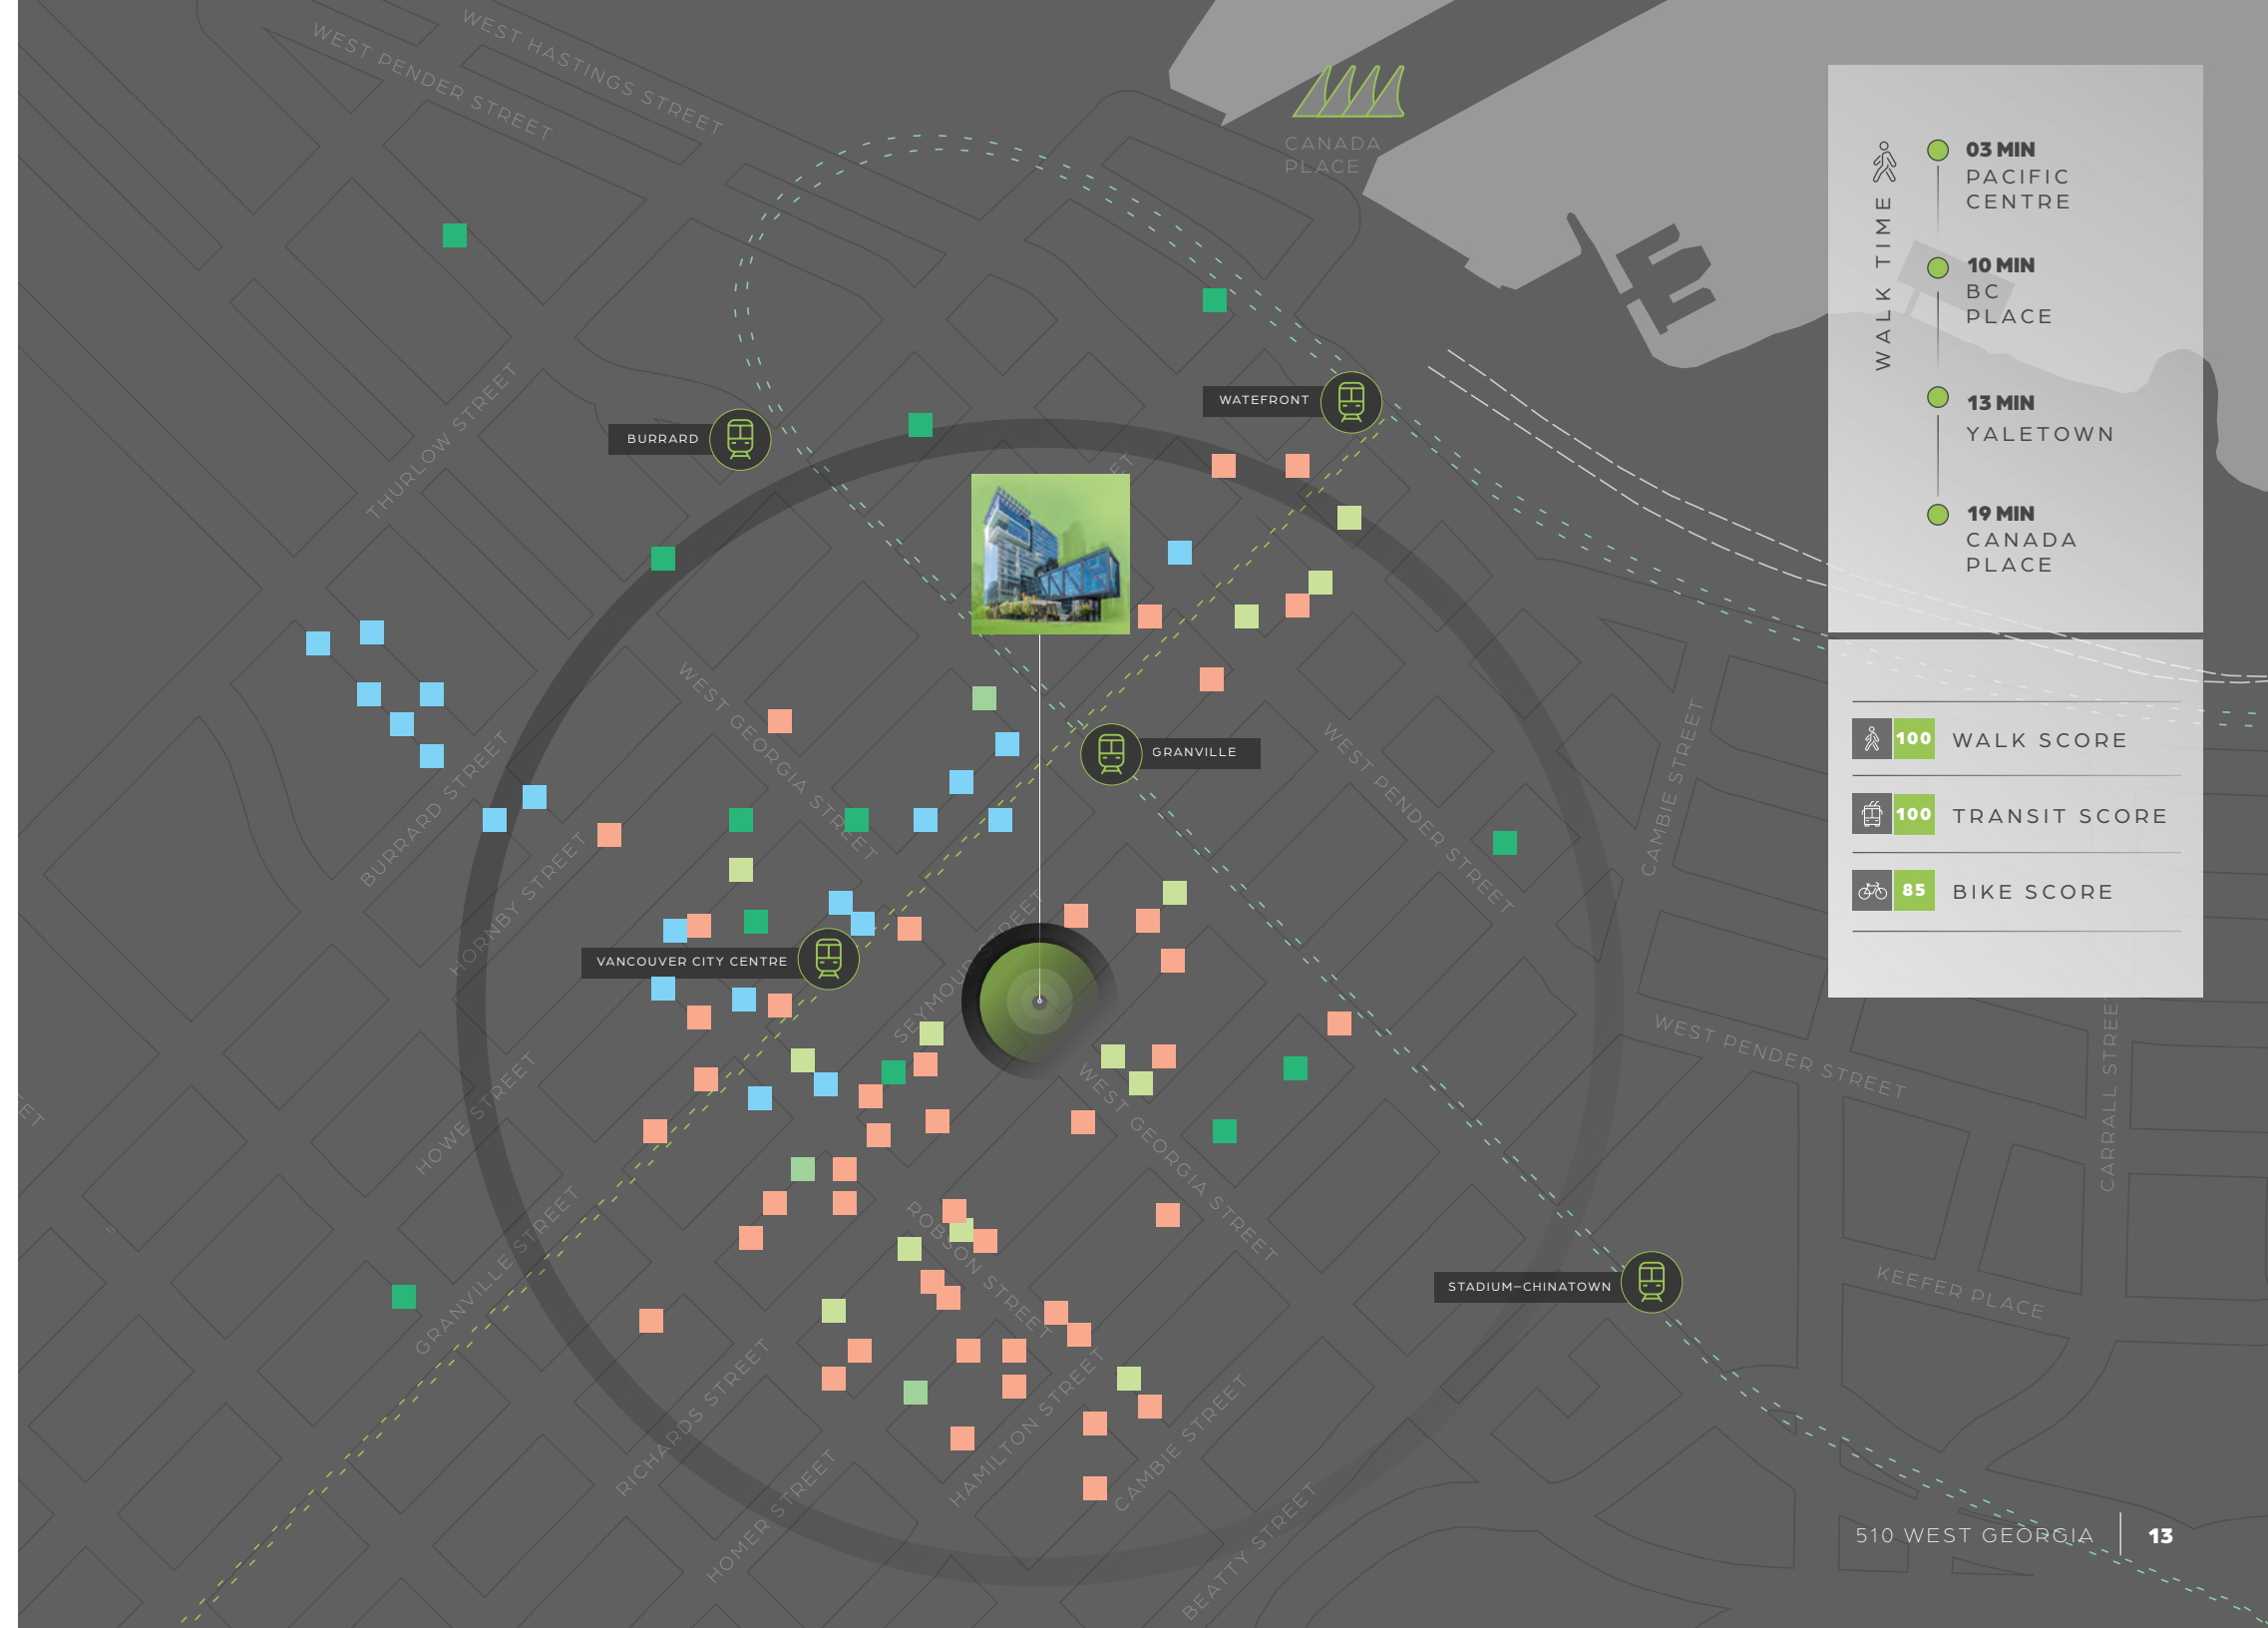 WEST HASTINGS STREET
WEST PENDER STREET
CANADA
PLACE
THURLOW STREET
BURRARD
WATEFRONT
WEST GEORGIA STREET
GRANVILLE
WEST PENDER STREET
CAMBIE STREET
BURRARD STREET
HORNBY STREET
VANCOUVER CITY CENTRE
SEYMOUR STREET
HOWE STREET
WEST GEORGIA STREET
WEST PENDER STREET
CARRALL STREET
GRANVILLE STREET
ROBSON STREET
STADIUM–CHINATOWN
KEEFER PLACE
RICHARDS STREET
HAMILTON STREET
CAMBIE STREET
HOMER STREET
BEATTY STREET
WALK TIME
03 MIN
PACIFIC
CENTRE
10 MIN
BC
PLACE
13 MIN
YALETOWN
19 MIN
CANADA
PLACE
100 WALK SCORE
100 TRANSIT SCORE
85 BIKE SCORE
510 WEST GEORGIA 13